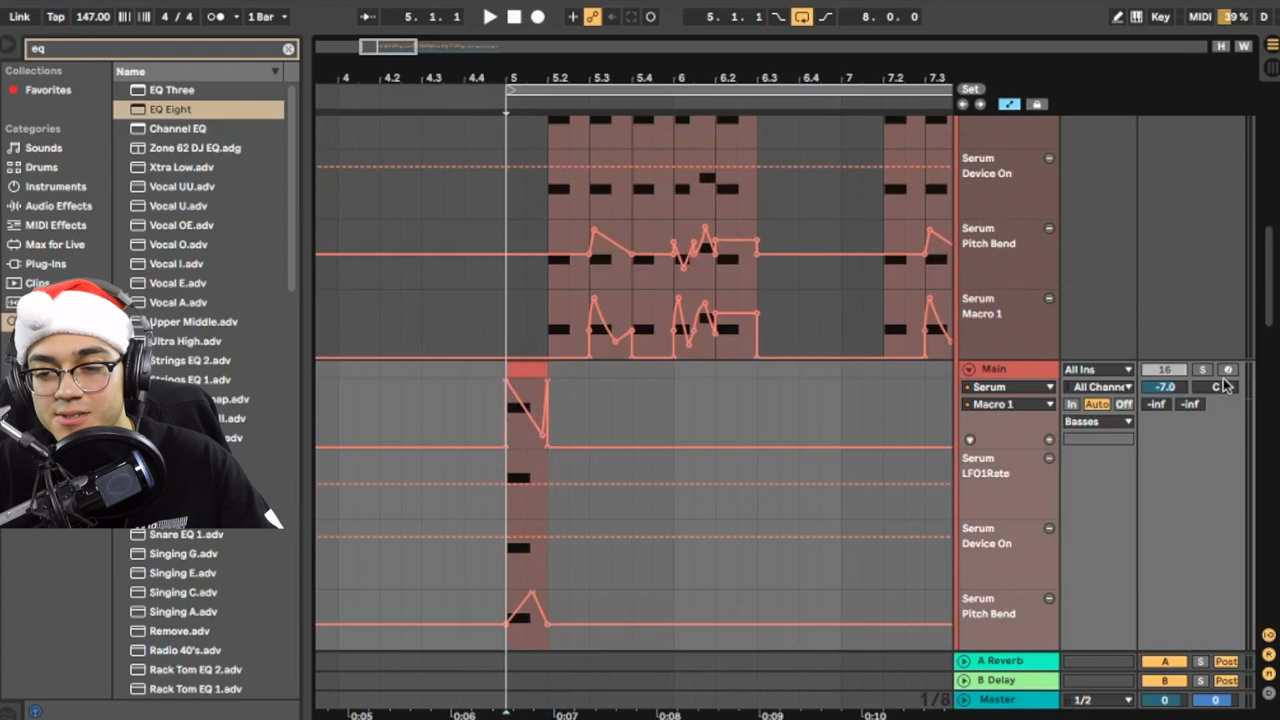 Link Tap 147.00 4 / 4 1 Bar 5. 1. 1 5. 1. 1 8. 0. 0 Key MIDI 39 % D
eq
H W
Collections Name
Favorites
EQ Three
EQ Eight
Categories
Channel EQ
Sounds
Zone 62 DJ EQ.adg
Drums
Xtra Low.adv
Instruments
Vocal UU.adv
Audio Effects
Vocal U.adv
MIDI Effects
Vocal OE.adv
Max for Live
Vocal O.adv
Plug-Ins
Vocal I.adv
Clips
Vocal E.adv
Vocal A.adv
Upper Middle.adv
Ultra High.adv
Strings EQ 2.adv
Strings EQ 1.adv
ap.adv
ll.adv
.adv
Snare EQ 1.adv
Singing G.adv
Singing E.adv
Singing C.adv
Singing A.adv
Remove.adv
Radio 40's.adv
Rack Tom EQ 2.adv
Rack Tom EQ 1.adv
4 4.2 4.3 4.4 5 5.2 5.3 6 6.2 6.3 6.4 7 7.2 7.3
Set
Serum
Device On
Serum
Pitch Bend
Serum
Macro 1
Main All Ins 16 S
Serum All Channe -7.0 C
Macro 1 In Auto Off -inf -inf
Basses
Serum
LFO1Rate
Serum
Device On
Serum
Pitch Bend
A Reverb A S Post
B Delay B S Post
1/8 Master 1/2 0 0
0:05 0:06 0:07 0:08 0:09 0:10